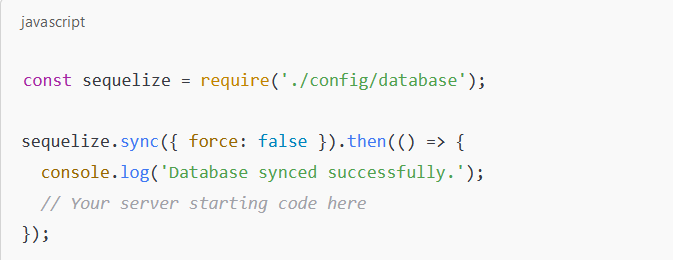 javascript
const sequelize = require('./config/database');
sequelize.sync({ force: false }).then(() => {
  console.log('Database synced successfully.');
  // Your server starting code here
});